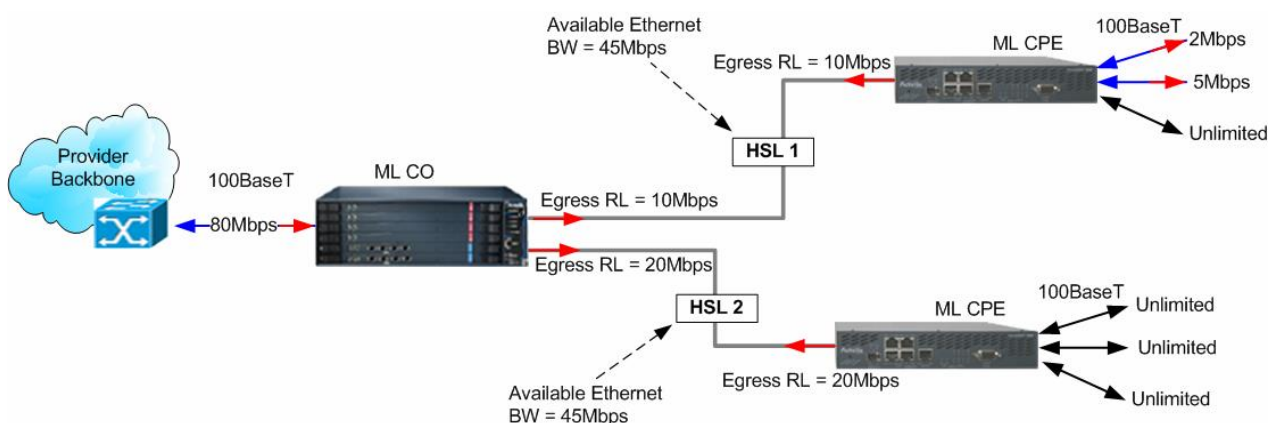 Available Ethernet
BW = 45Mbps
100BaseT
ML CPE
2Mbps
Egress RL = 10Mbps
5Mbps
Unlimited
HSL 1
Provider
Backbone
100BaseT
ML CO
80Mbps
Egress RL = 10Mbps
Egress RL = 20Mbps
HSL 2
ML CPE
100BaseT
Unlimited
Unlimited
Unlimited
Egress RL = 20Mbps
Available Ethernet
BW = 45Mbps